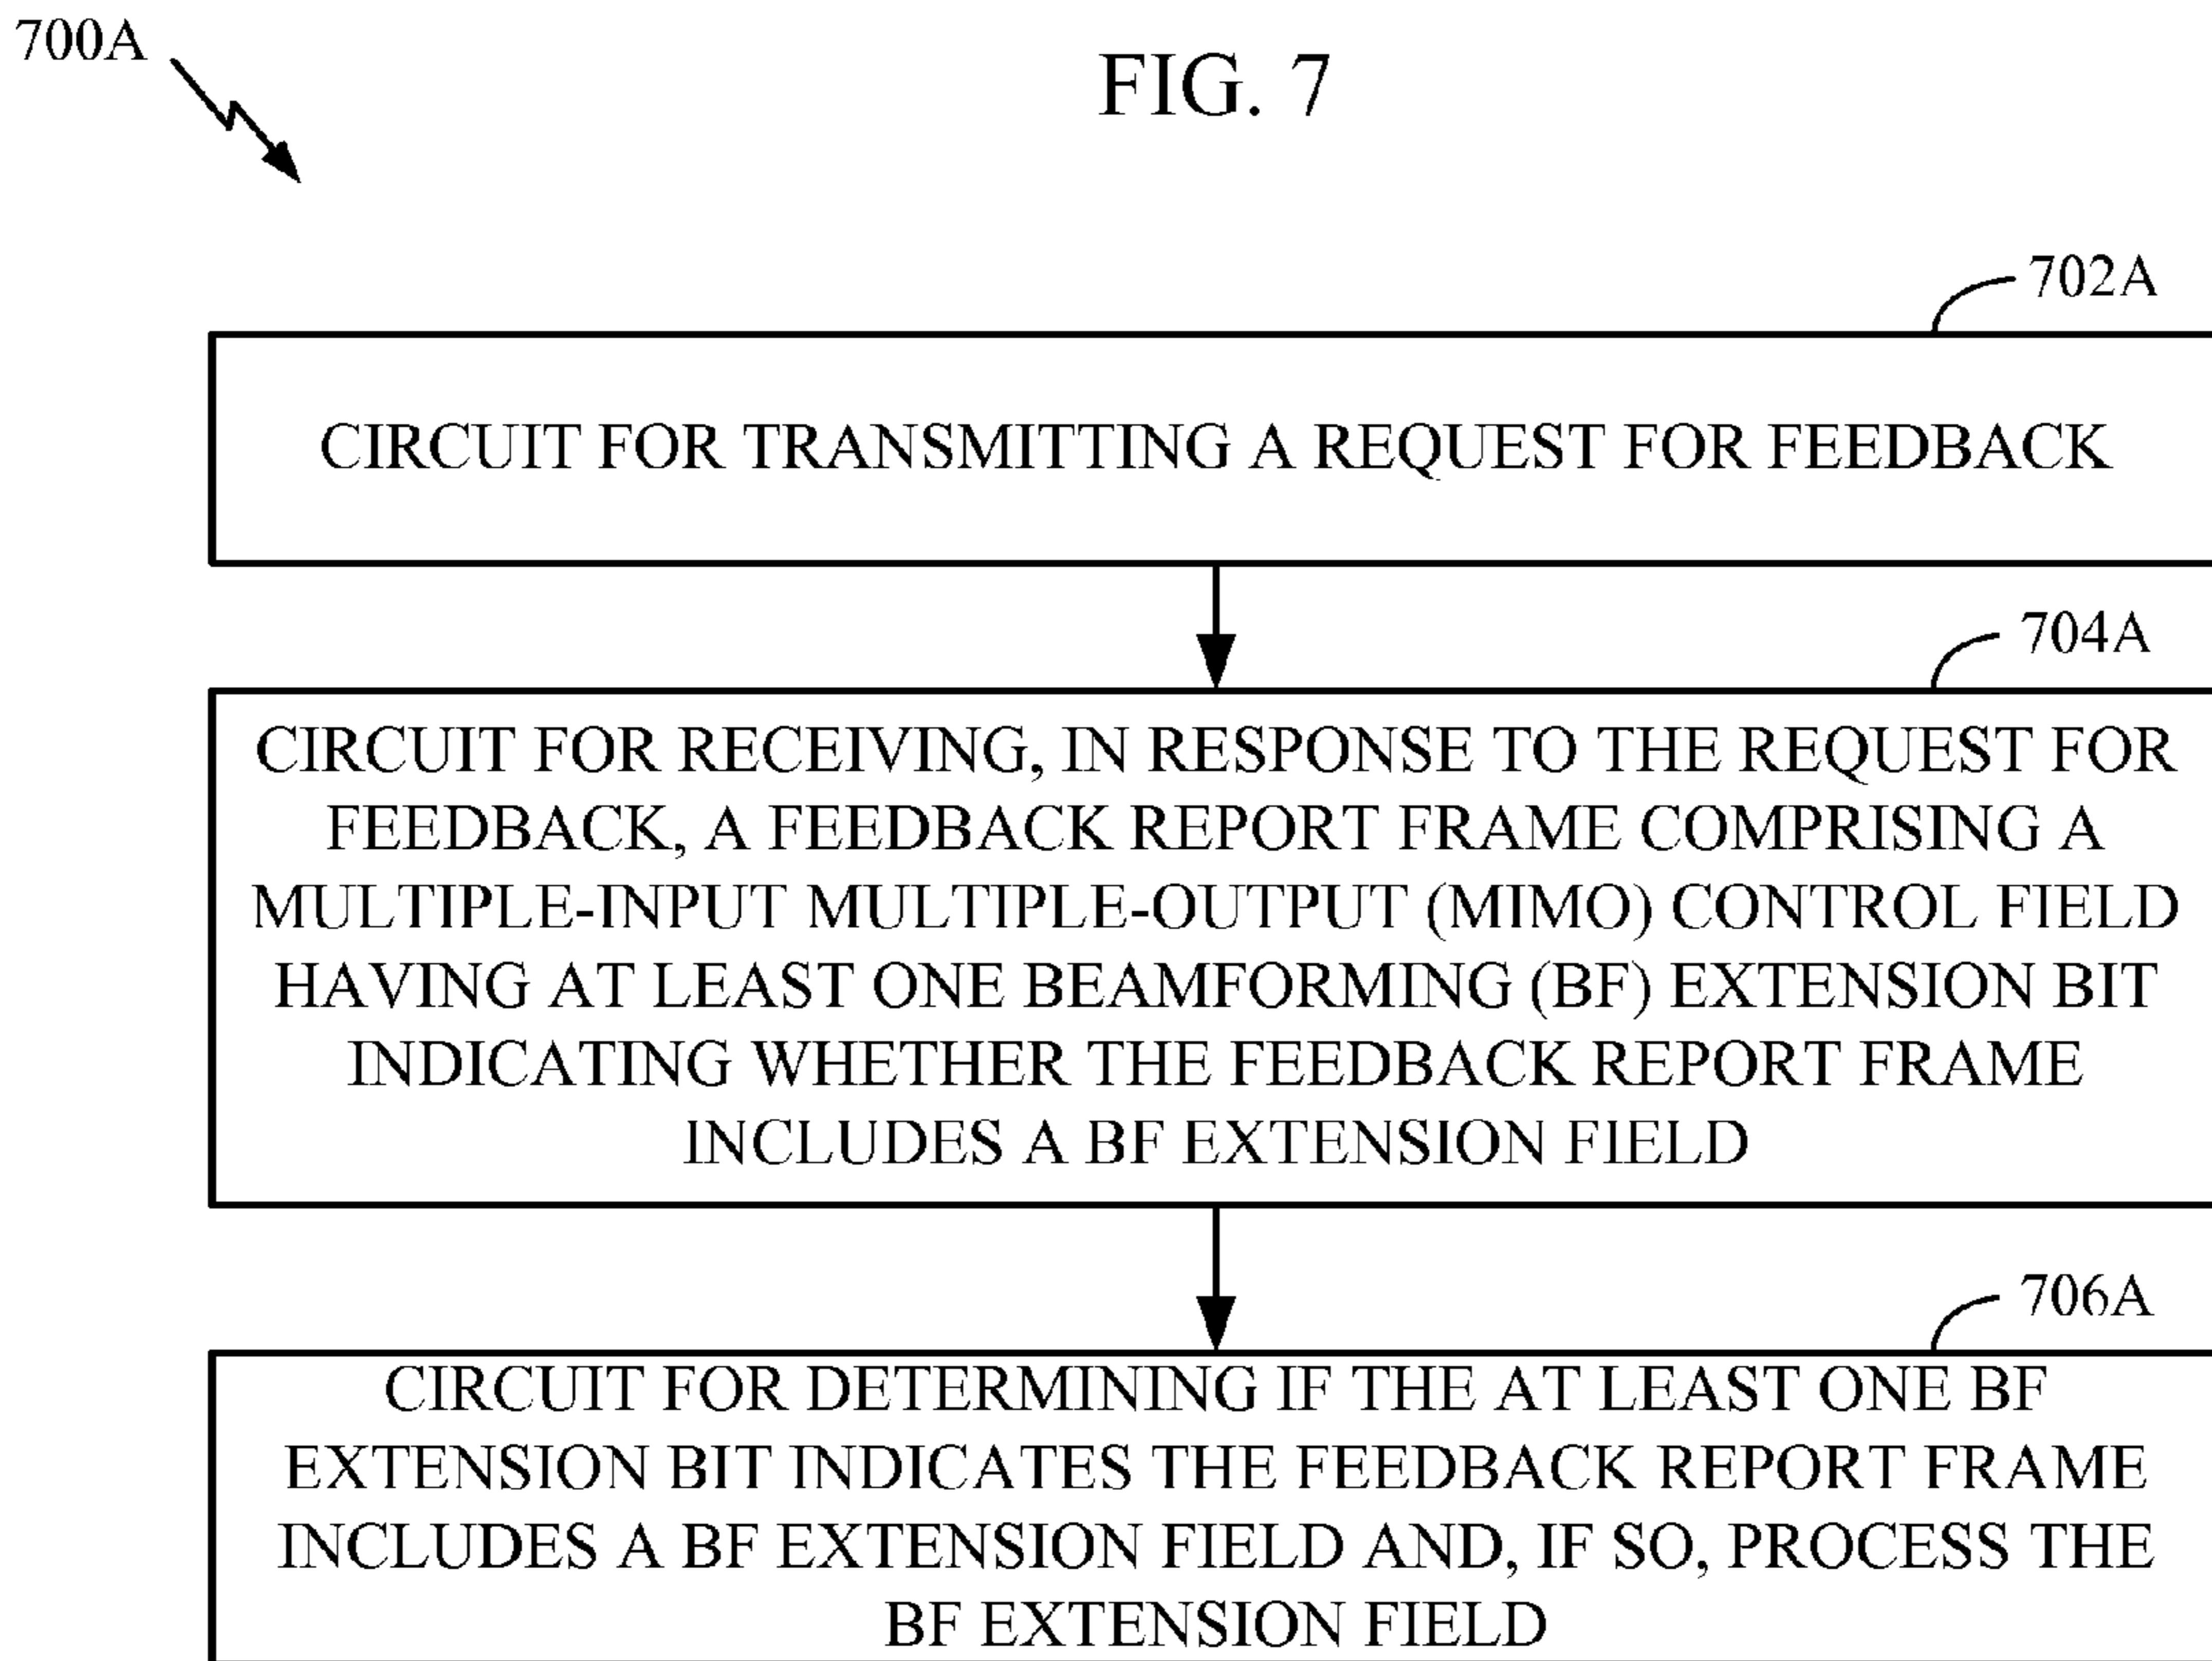 700A
FIG. 7
702A
CIRCUIT FOR TRANSMITTING A REQUEST FOR FEEDBACK
704A
CIRCUIT FOR RECEIVING, IN RESPONSE TO THE REQUEST FOR
FEEDBACK, A FEEDBACK REPORT FRAME COMPRISING A
MULTIPLE-INPUT MULTIPLE-OUTPUT (MIMO) CONTROL FIELD
HAVING AT LEAST ONE BEAMFORMING (BF) EXTENSION BIT
INDICATING WHETHER THE FEEDBACK REPORT FRAME
INCLUDES A BF EXTENSION FIELD
706A
CIRCUIT FOR DETERMINING IF THE AT LEAST ONE BF
EXTENSION BIT INDICATES THE FEEDBACK REPORT FRAME
INCLUDES A BF EXTENSION FIELD AND, IF SO, PROCESS THE
BF EXTENSION FIELD